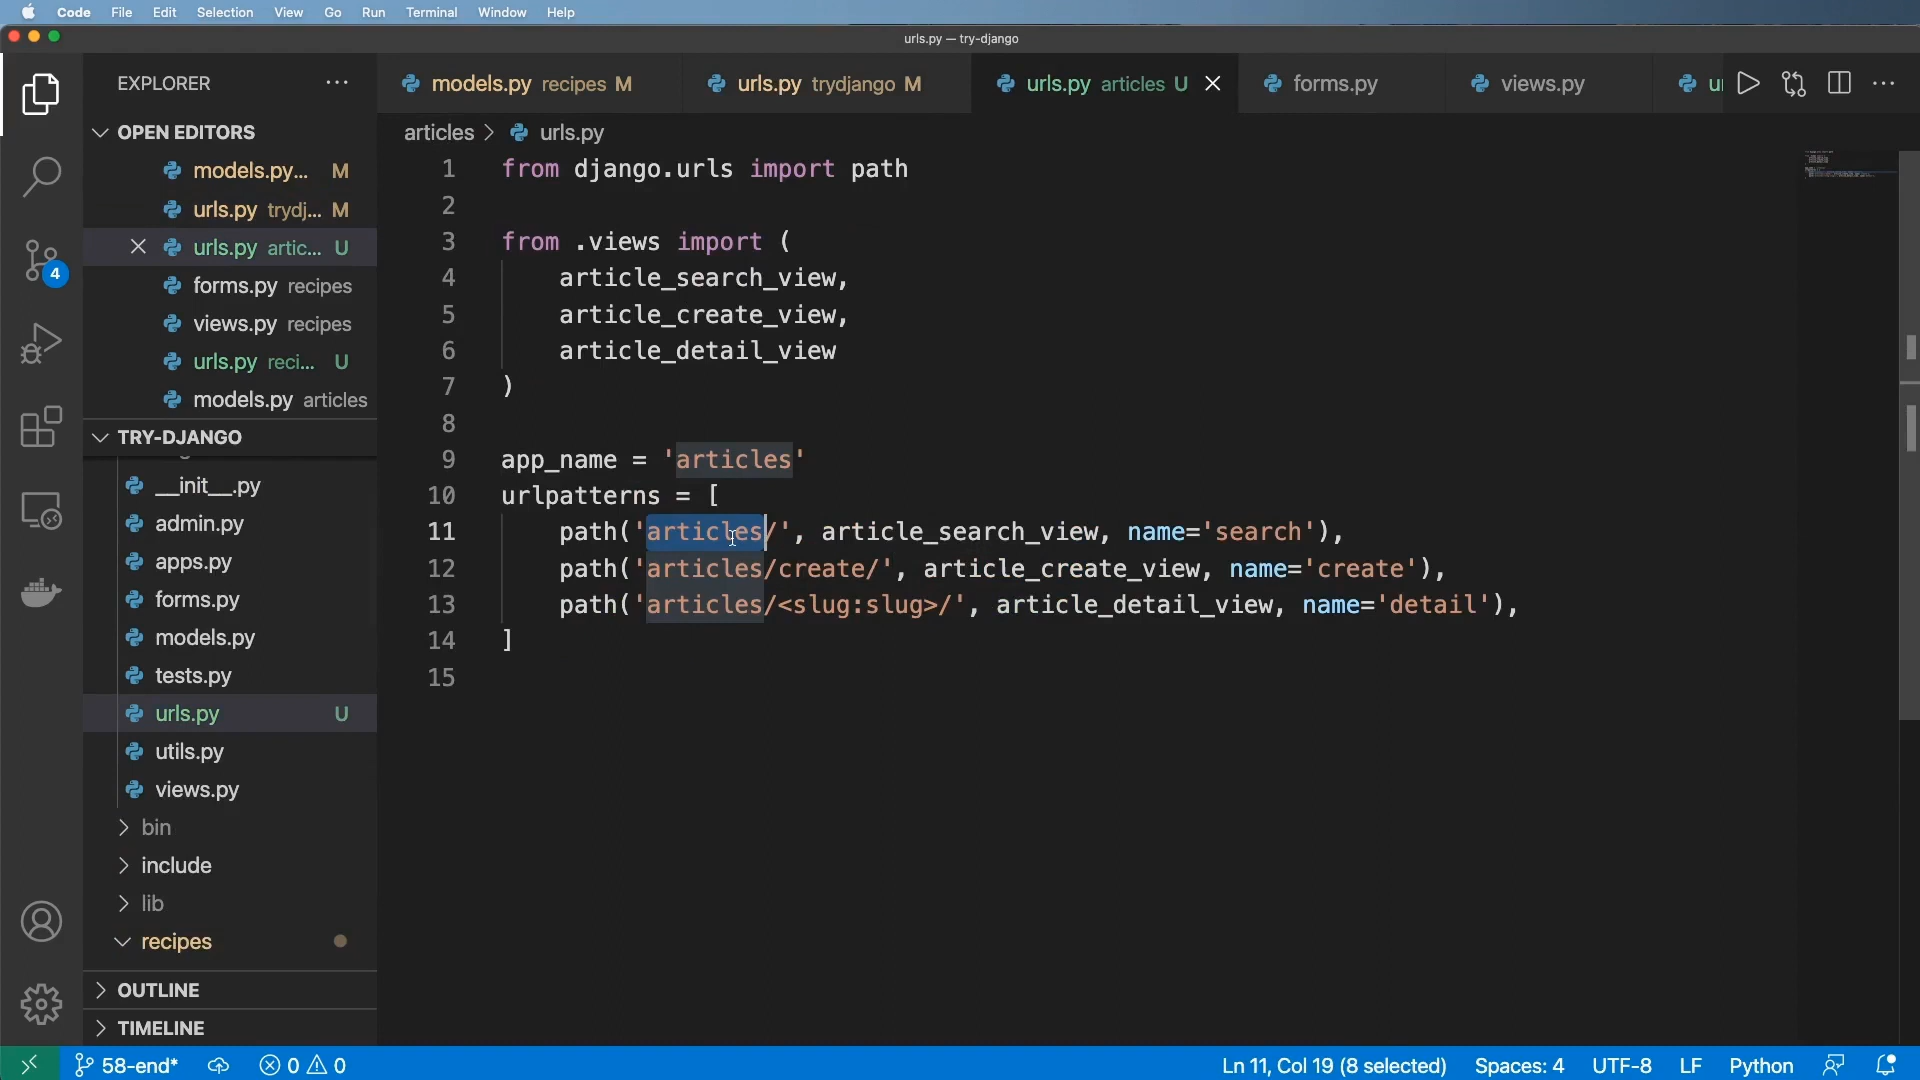 Code File Edit Selection View Go Run Terminal Window Help
urls.py — try-django
EXPLORER
models.py recipes M
urls.py trydjango M
urls.py articles U
forms.py
views.py
OPEN EDITORS
models.py... M
urls.py trydj... M
urls.py artic... U
forms.py recipes
views.py recipes
urls.py reci... U
models.py articles
TRY-DJANGO
__init__.py
admin.py
apps.py
forms.py
models.py
tests.py
urls.py U
utils.py
views.py
bin
include
lib
recipes
OUTLINE
TIMELINE
4
articles > urls.py
1 from django.urls import path
2
3 from .views import (
4 article_search_view,
5 article_create_view,
6 article_detail_view
7 )
8
9 app_name = 'articles'
10 urlpatterns = [
11 path('articles/', article_search_view, name='search'),
12 path('articles/create/', article_create_view, name='create'),
13 path('articles/<slug:slug>/', article_detail_view, name='detail'),
14 ]
15
58-end* 0 0 Ln 11, Col 19 (8 selected) Spaces: 4 UTF-8 LF Python